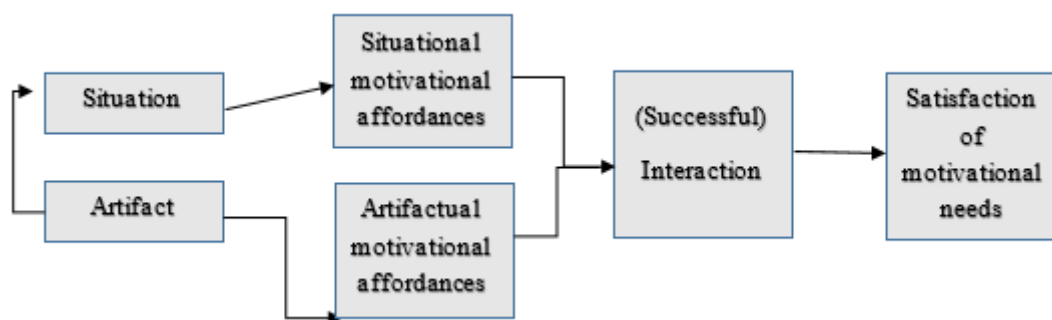 Situation
Artifact
Situational
motivational
affordances
Artifactual
motivational
affordances
(Successful)
Interaction
Satisfaction
of
motivational
needs